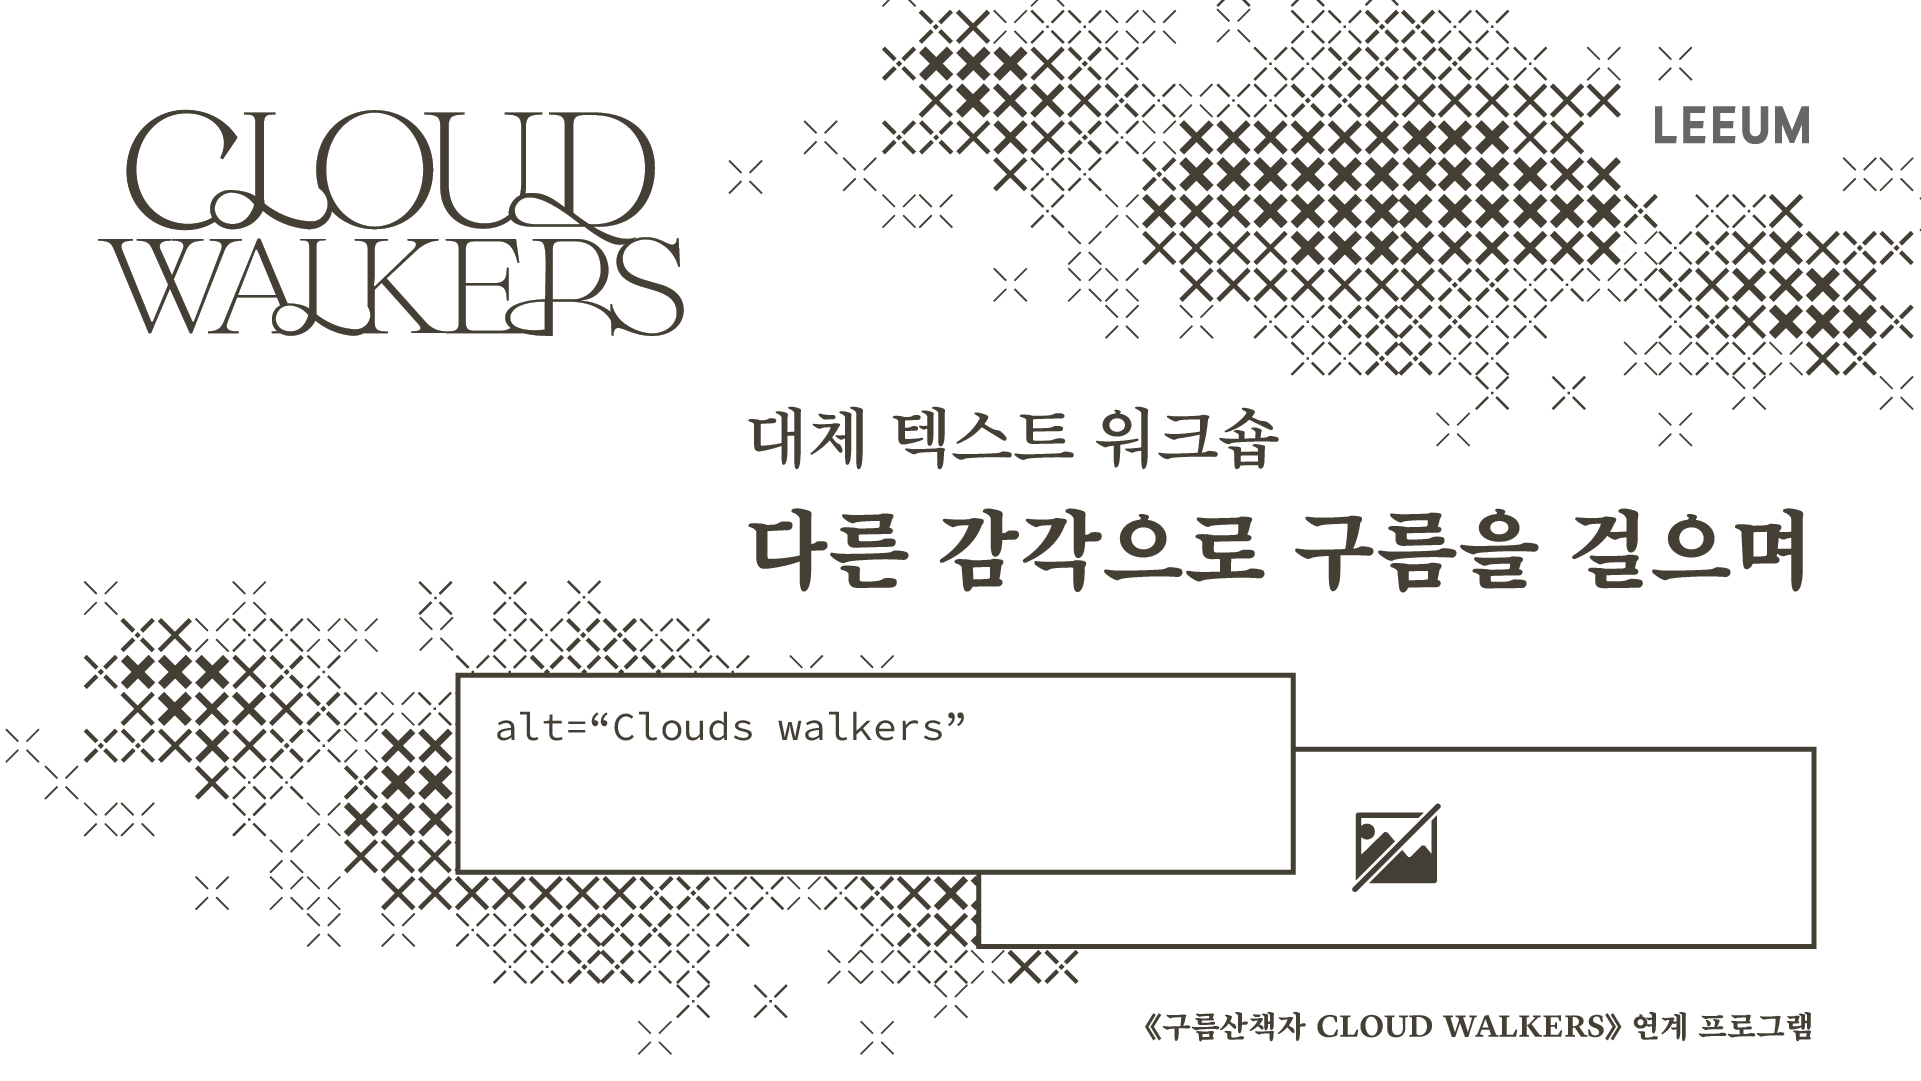 CLOUD
WALKERS
LEEUM
대체 텍스트 워크숍
다른 감각으로 구름을 걸으며
alt=“Clouds walkers”
《구름산책자 CLOUD WALKERS》 연계 프로그램